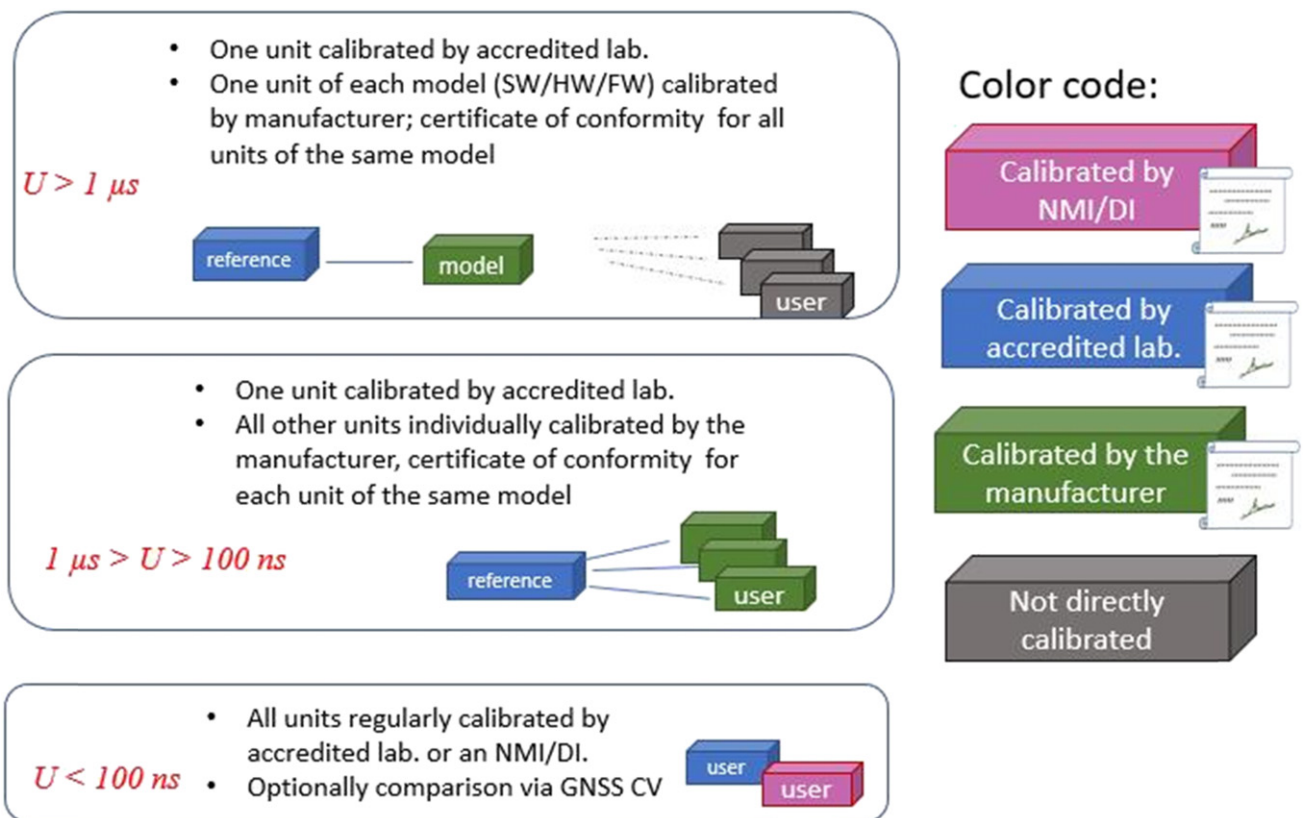 • One unit calibrated by accredited lab.
• One unit of each model (SW/HW/FW) calibrated
by manufacturer; certificate of conformity for all
units of the same model
U > 1 μs
reference
model
user
• One unit calibrated by accredited lab.
• All other units individually calibrated by the
manufacturer, certificate of conformity for
each unit of the same model
1 μs > U > 100 ns
reference
user
• All units regularly calibrated by
accredited lab. or an NMI/DI.
U < 100 ns
• Optionally comparison via GNSS CV
user
user
Color code:
Calibrated by
NMI/DI
Calibrated by
accredited lab.
Calibrated by the
manufacturer
Not directly
calibrated